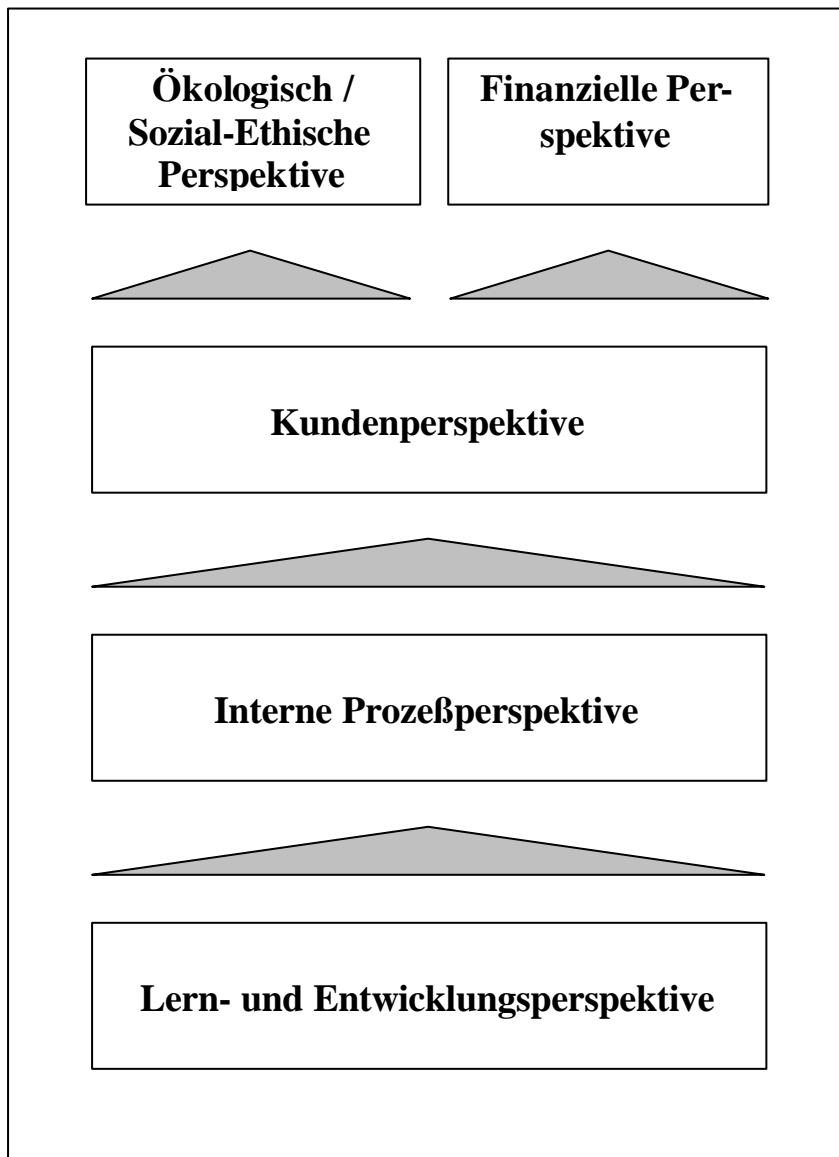 Ökologisch /
Sozial-Ethische
Perspektive
Finanzielle Per-
spektive
Kundenperspektive
Interne Prozeßperspektive
Lern- und Entwicklungsperspektive